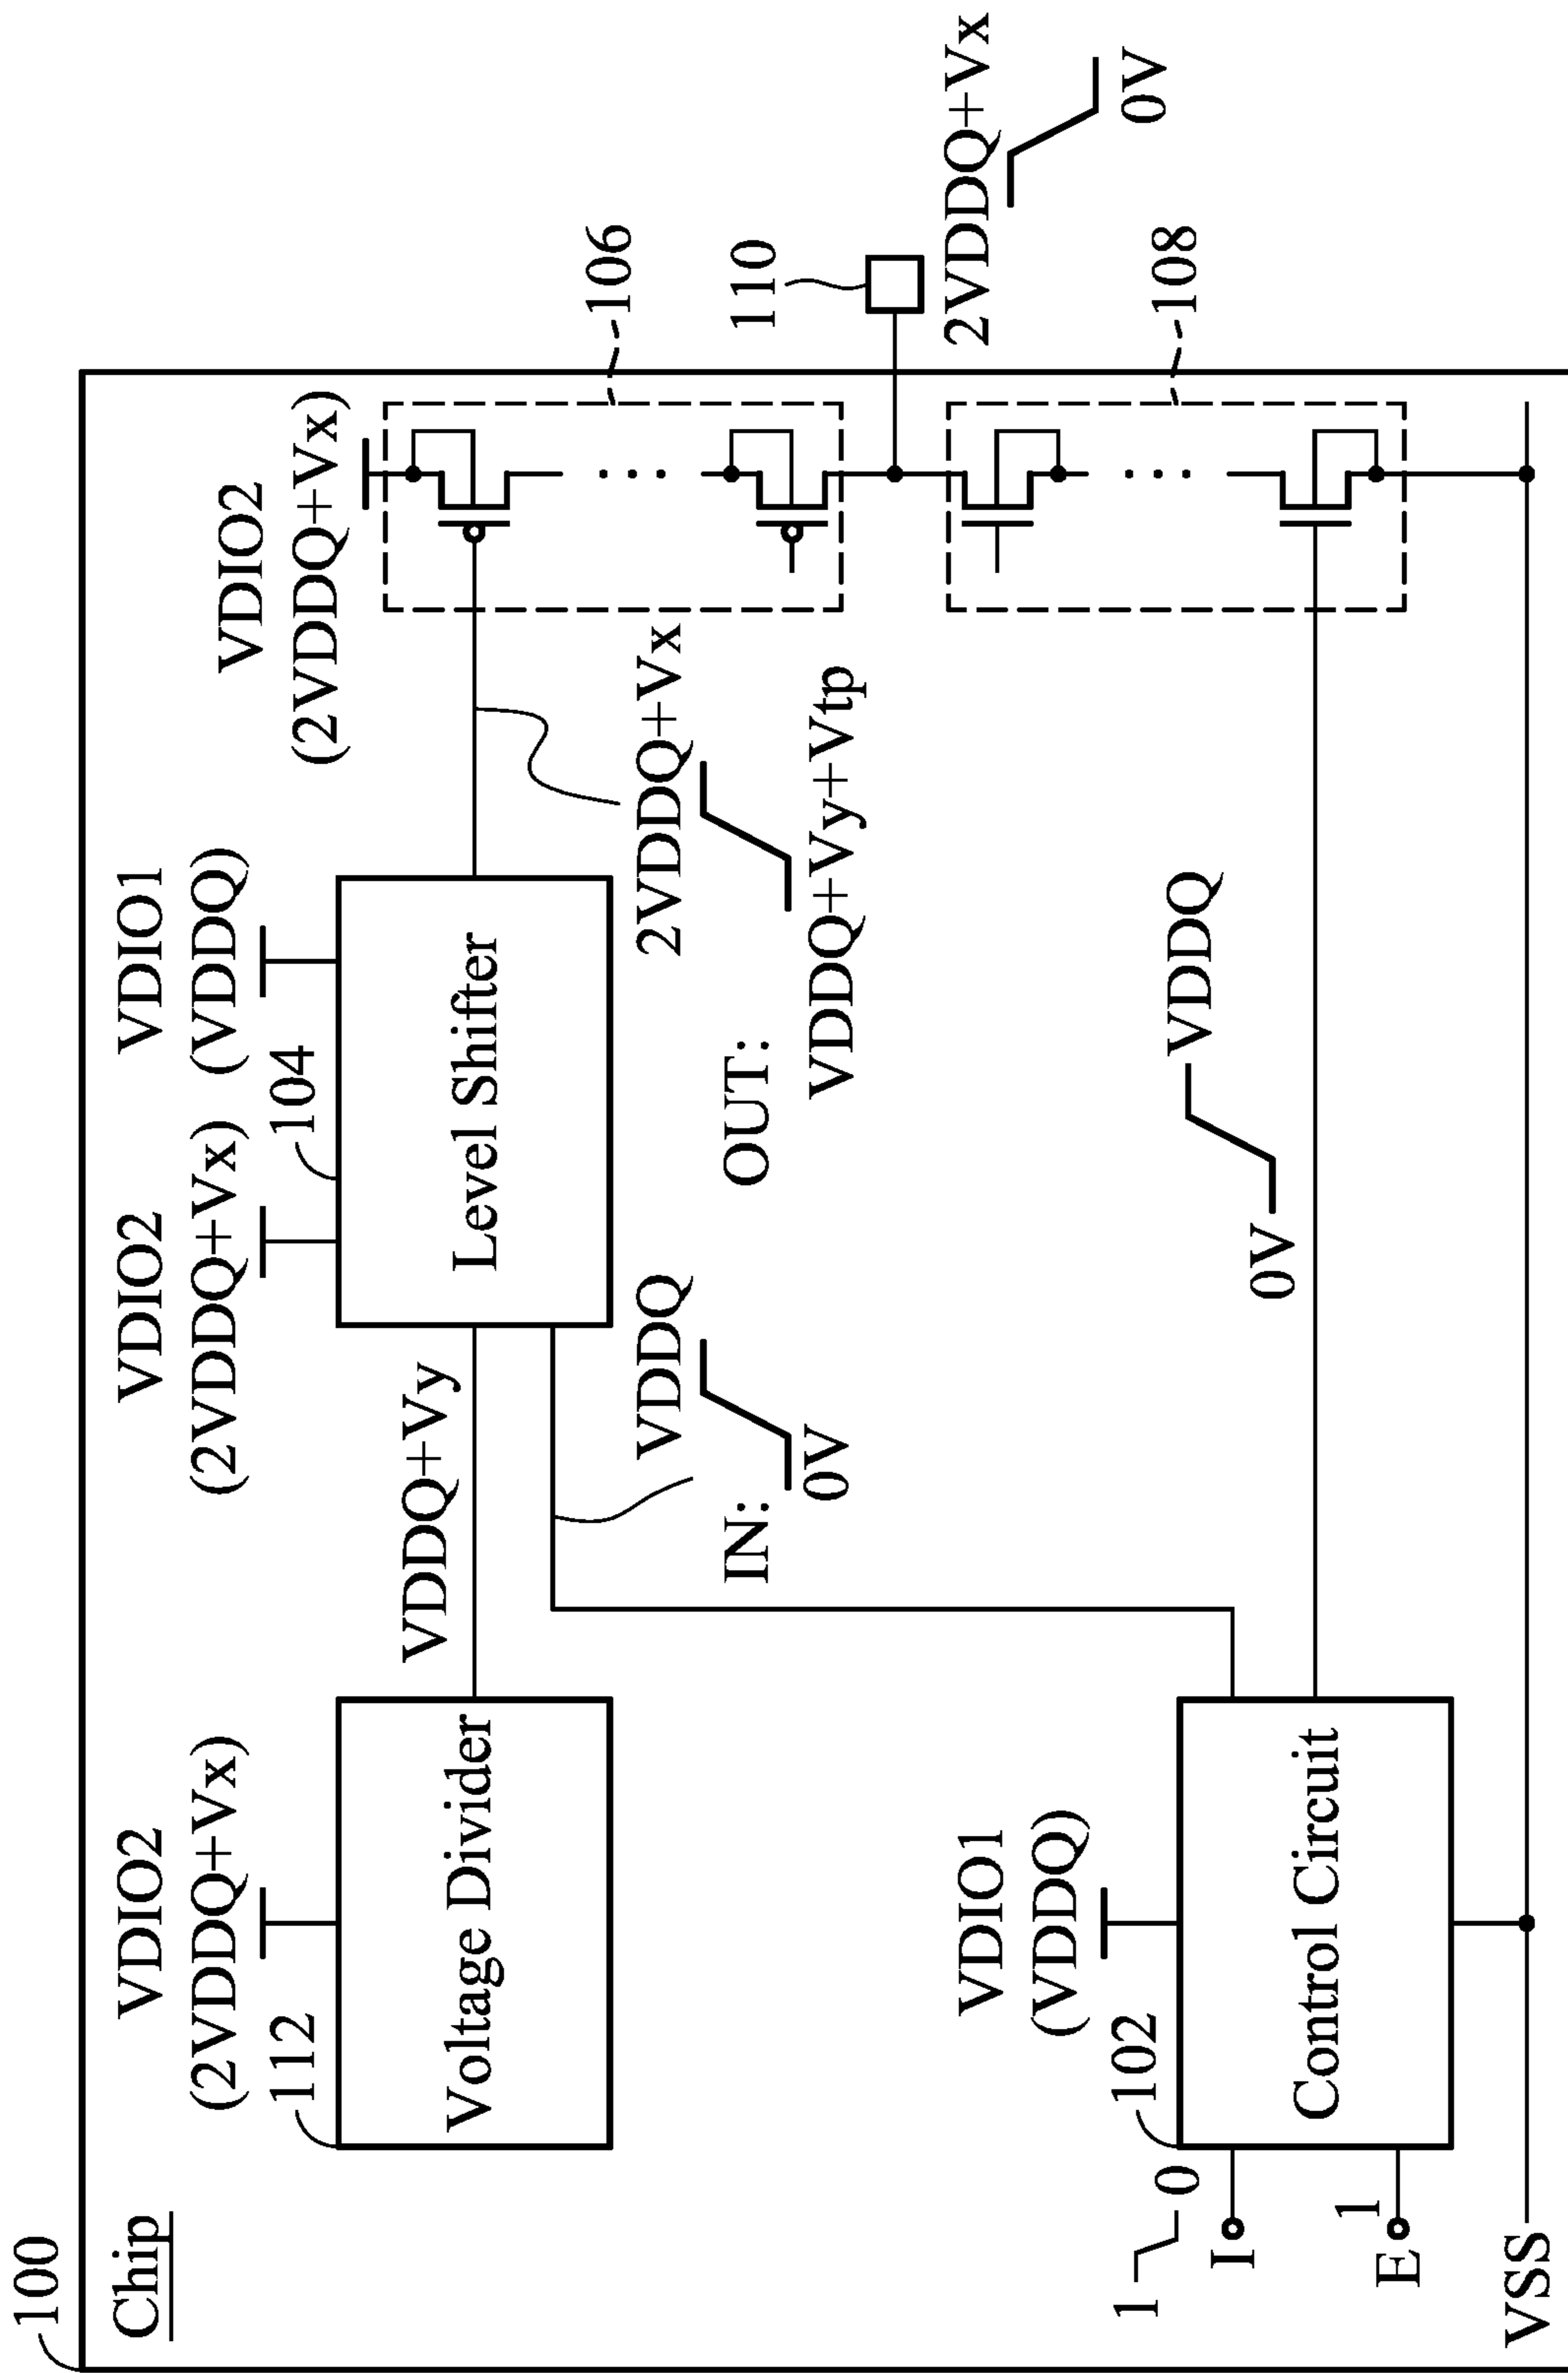 100
Chip
VDIO2
(2VDDQ+Vx)
112
Voltage Divider
VDDQ+Vy
VDIO2
(2VDDQ+Vx)
VDIO1
(VDDQ)
104
Level Shifter
VDIO2
(2VDDQ+Vx)
106
IN:
VDDQ
0V
OUT:
2VDDQ+Vx
VDDQ+Vy+Vtp
110
2VDDQ+Vx
0V
108
VDIO1
(VDDQ)
102
Control Circuit
1
0
I
1
E
0V
VDDQ
VSS